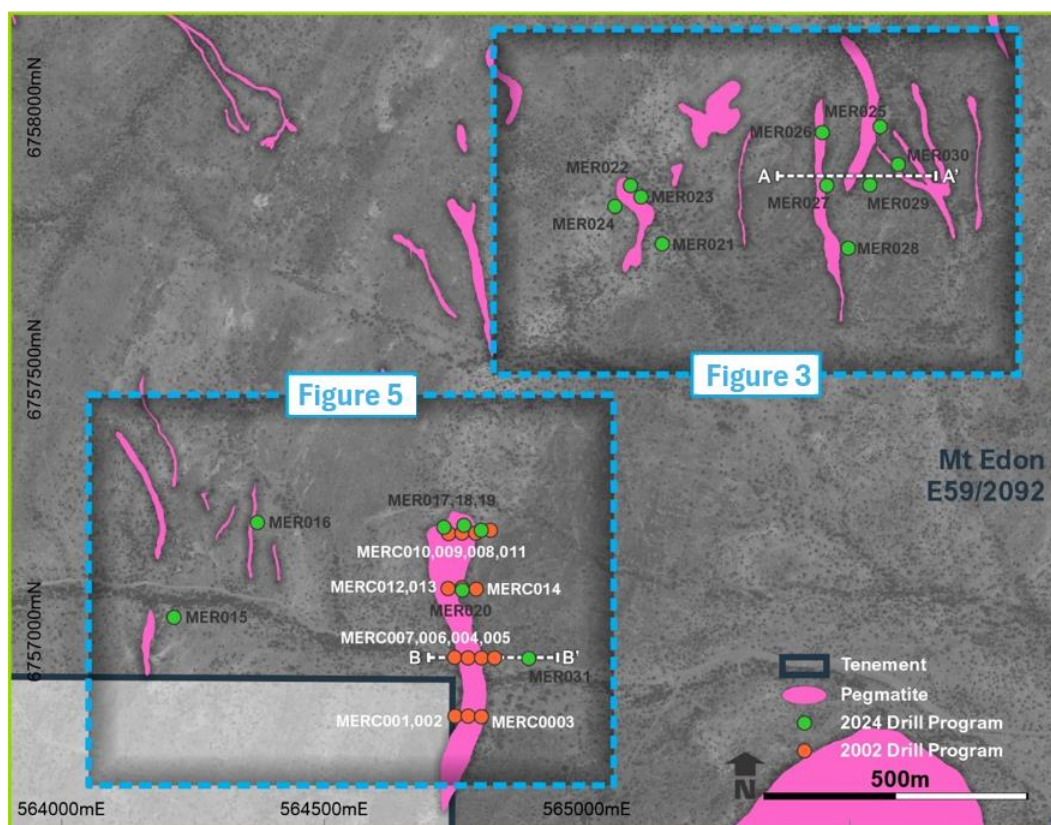 6758000mN
6757500mN
6757000mN
564000mE
564500mE
565000mE
MER025
MER026
MER030
A
A'
MER022
MER023
MER027
MER029
MER024
MER021
MER028
Figure 3
Figure 5
Mt Edon
E59/2092
MER017,18,19
MER016
MERC010,009,008,011
MERC012,013
MERC014
MER020
MER015
MERC007,006,004,005
B
B'
MER031
MERC001,002
MERC0003
Tenement
Pegmatite
2024 Drill Program
2002 Drill Program
N
500m